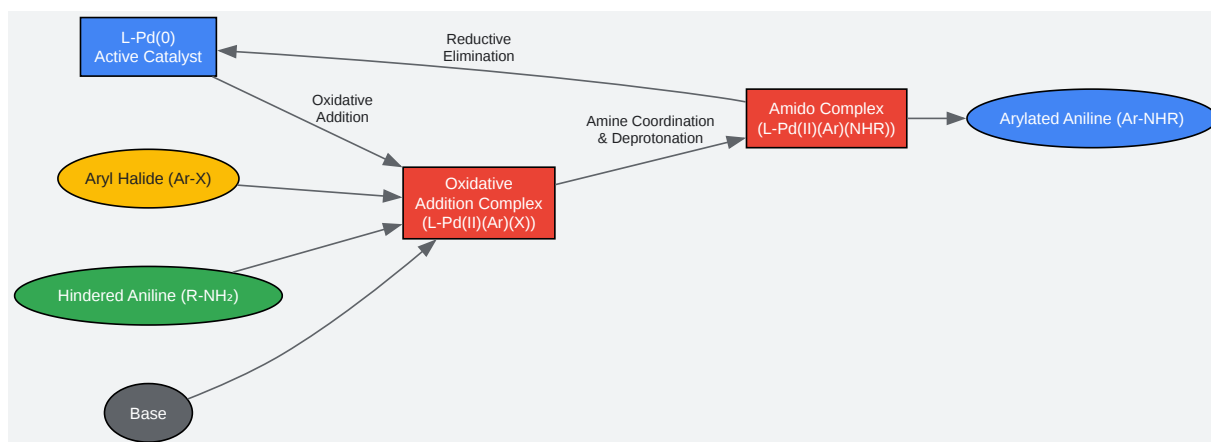 L-Pd(0)
Active Catalyst
Reductive
Elimination
Oxidative
Addition
Amine Coordination
& Deprotonation
Amido Complex
(L-Pd(II)(Ar)(NHR))
Arylated Aniline (Ar-NHR)
Aryl Halide (Ar-X)
Oxidative
Addition Complex
(L-Pd(II)(Ar)(X))
Hindered Aniline (R-NH₂)
Base